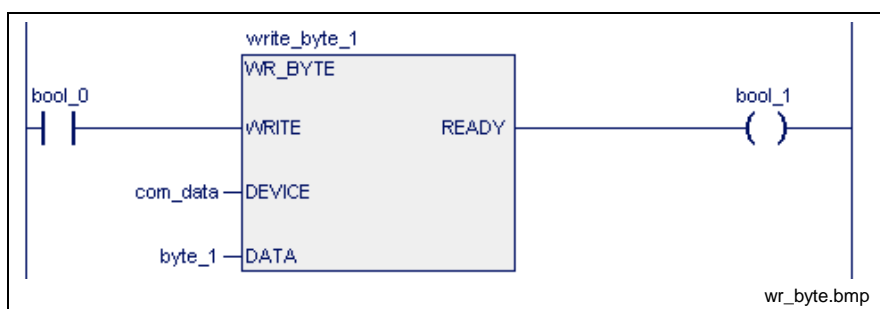 write_byte_1
WR_BYTE
bool_0
bool_1
WRITE READY
com_data DEVICE
byte_1 DATA
wr_byte.bmp